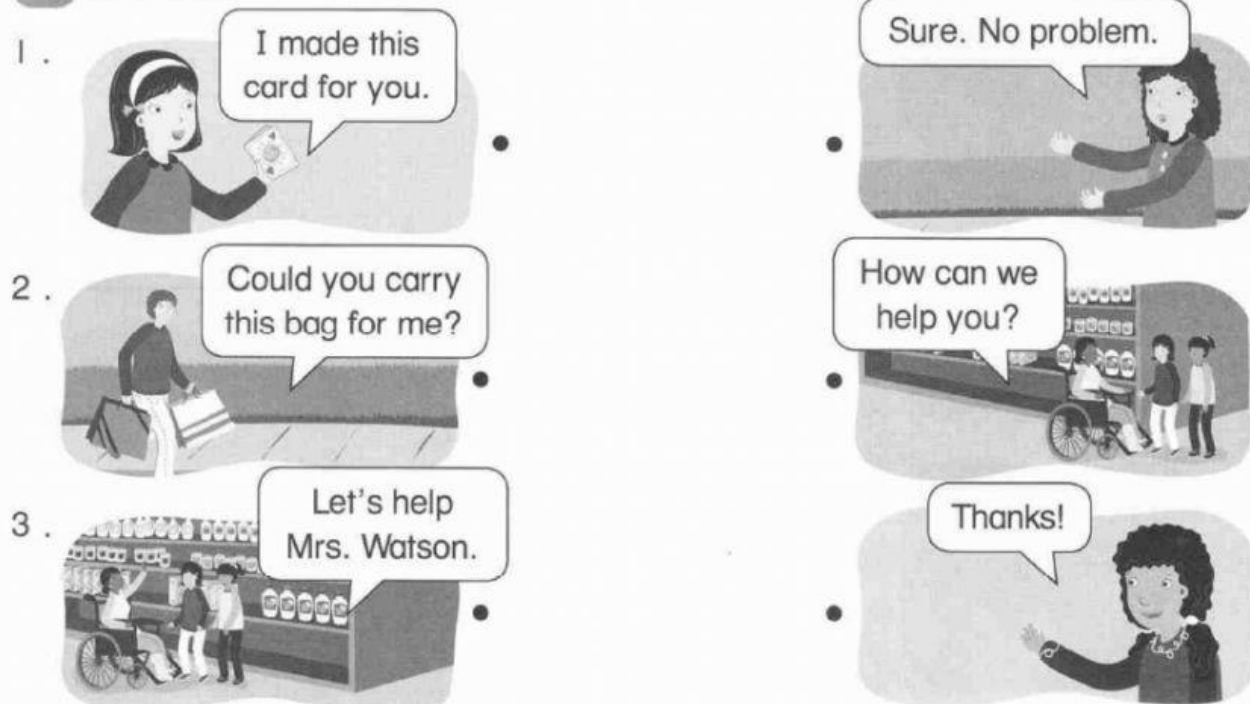 1.
I made this
card for you.
Sure. No problem.
2.
Could you carry
this bag for me?
How can we
help you?
3.
Let's help
Mrs. Watson.
Thanks!